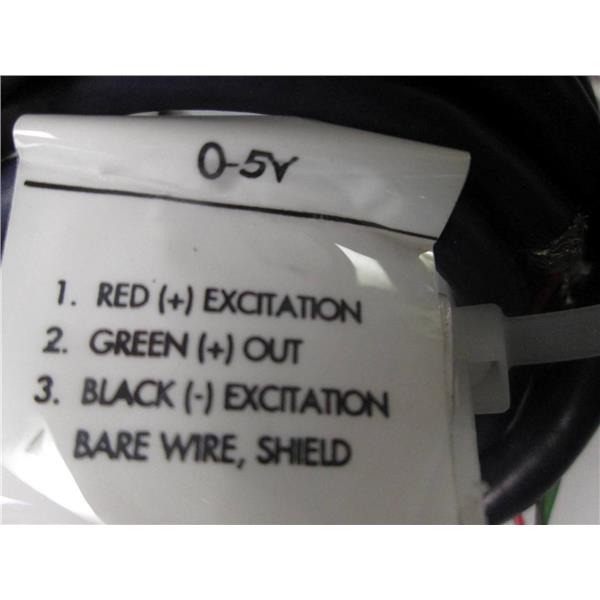 0-5V
1. RED (+) EXCITATION
2. GREEN (+) OUT
3. BLACK (-) EXCITATION
BARE WIRE, SHIELD